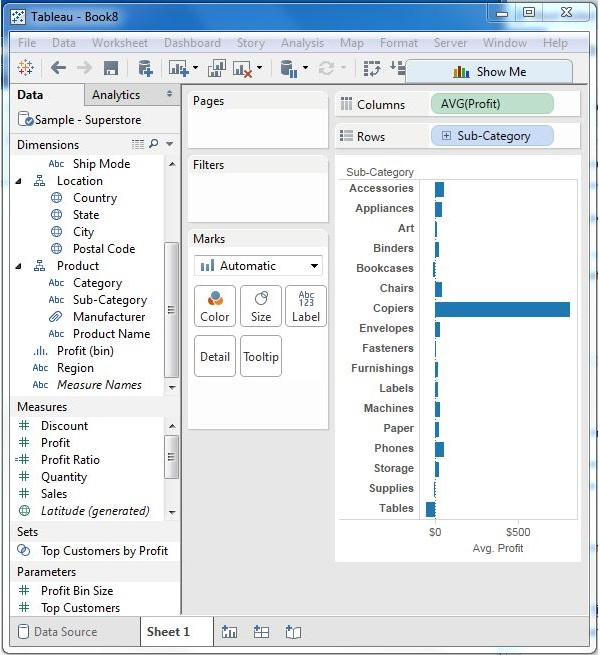 Tableau - Book8
File Data Worksheet Dashboard Story Analysis Map Format Server Window Help
Show Me
Data Analytics
Sample - Superstore
Dimensions
Abc Ship Mode
Location
Country
State
City
Postal Code
Product
Abc Category
Abc Sub-Category
Manufacturer
Abc Product Name
Profit (bin)
Abc Region
Abc Measure Names
Measures
Discount
Profit
Profit Ratio
Quantity
Sales
Latitude (generated)
Sets
Top Customers by Profit
Parameters
Profit Bin Size
Top Customers
Pages
Filters
Marks
Automatic
Abc
123
Color Size Label
Detail Tooltip
Columns AVG(Profit)
Rows Sub-Category
Sub-Category
Accessories
Appliances
Art
Binders
Bookcases
Chairs
Copiers
Envelopes
Fasteners
Furnishings
Labels
Machines
Paper
Phones
Storage
Supplies
Tables
$0 $500
Avg. Profit
Data Source Sheet 1